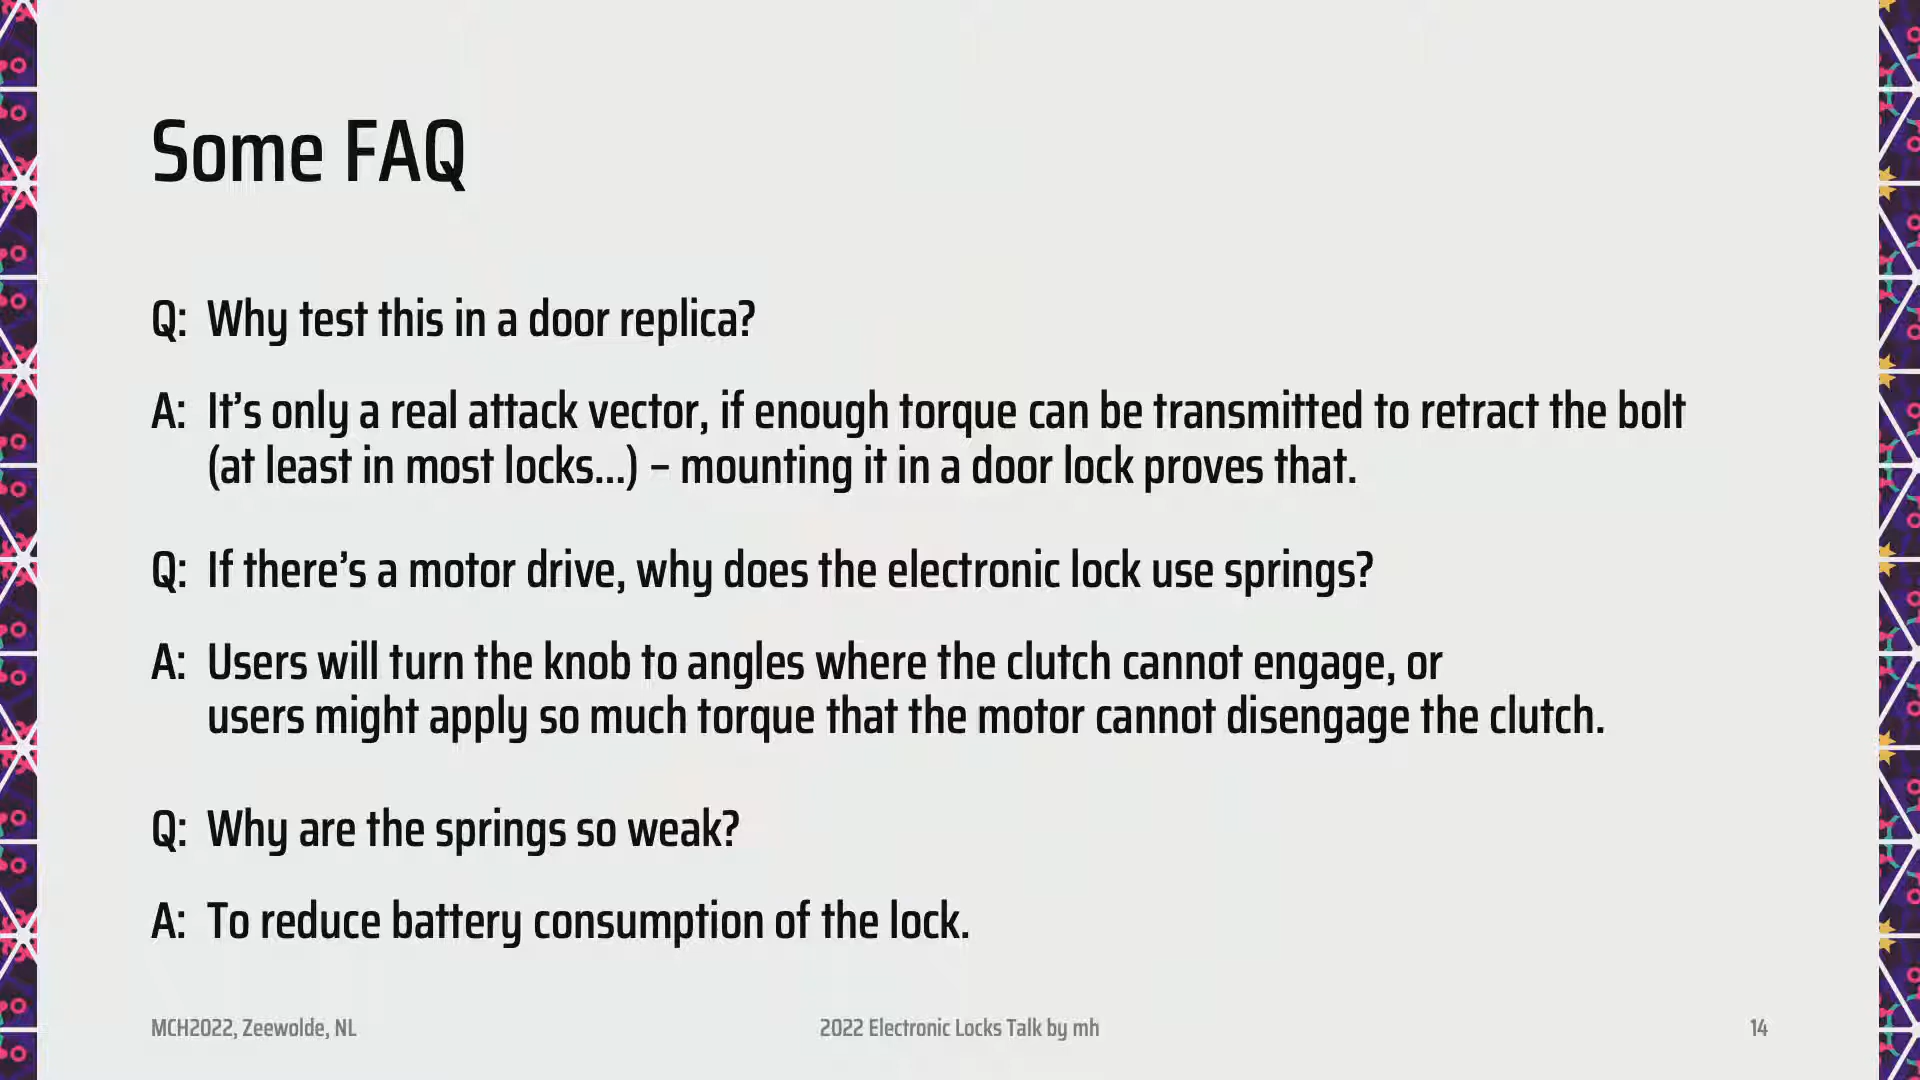 Some FAQ
Q: Why test this in a door replica?
A: It’s only a real attack vector, if enough torque can be transmitted to retract the bolt
(at least in most locks...) – mounting it in a door lock proves that.
Q: If there’s a motor drive, why does the electronic lock use springs?
A: Users will turn the knob to angles where the clutch cannot engage, or
users might apply so much torque that the motor cannot disengage the clutch.
Q: Why are the springs so weak?
A: To reduce battery consumption of the lock.
MCH2022, Zeewolde, NL
2022 Electronic Locks Talk by mh
14